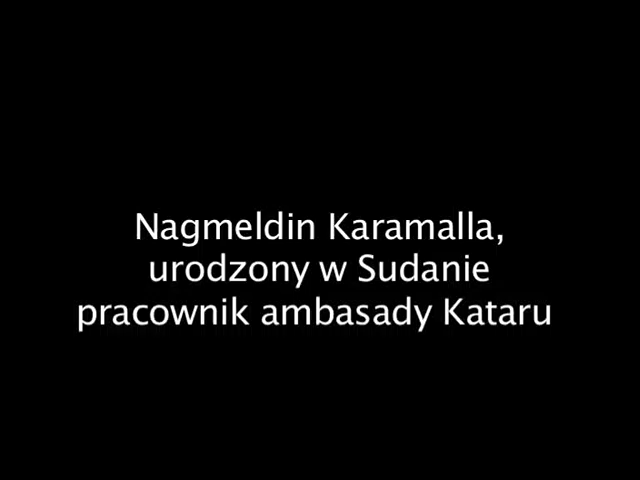 Nagmeldin Karamalla,
urodzony w Sudanie
pracownik ambasady Kataru